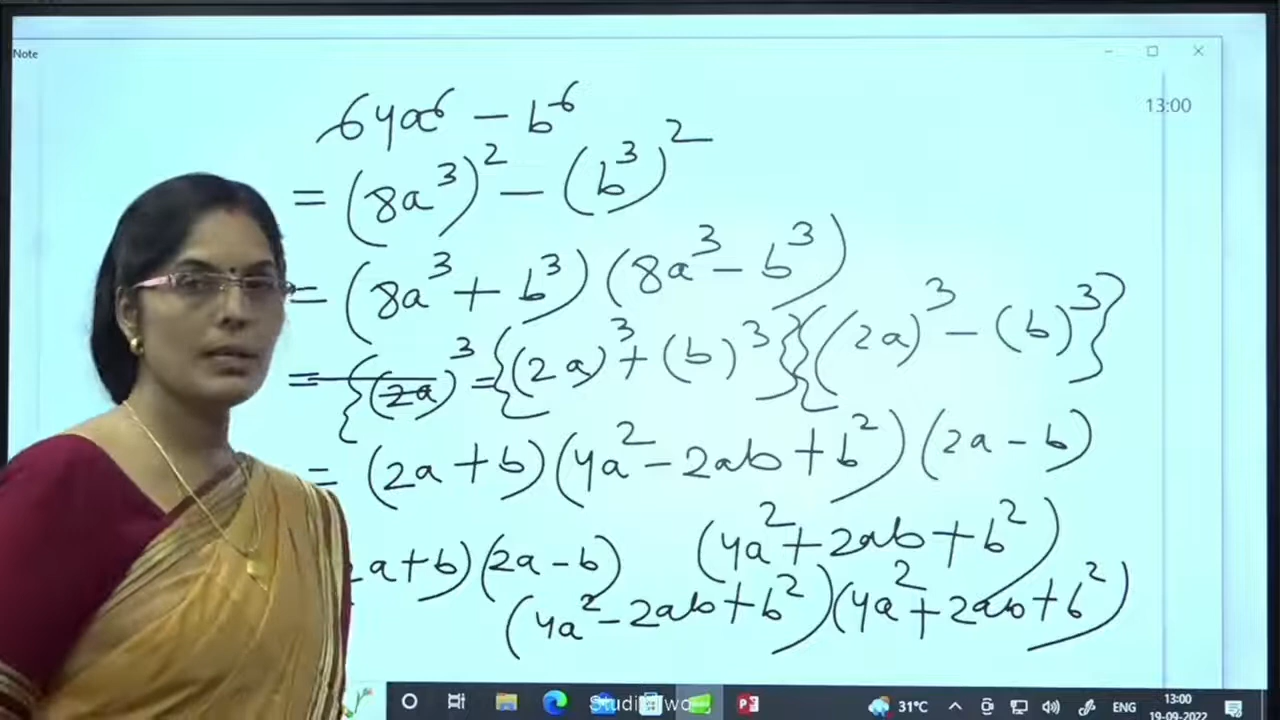 Note
13:00
64a⁶ - b⁶
= (8a³)² - (b³)²
= (8a³ + b³) (8a³ - b³)
= {(2a)³ = {(2a)³ + (b)³} {(2a)³ - (b)³}
= (2a + b) (4a² - 2ab + b²) (2a - b)
(4a² + 2ab + b²)
a + b) (2a - b)
(4a² - 2ab + b²) (4a² + 2ab + b²)
31°C ENG 13:00
19-09-2022